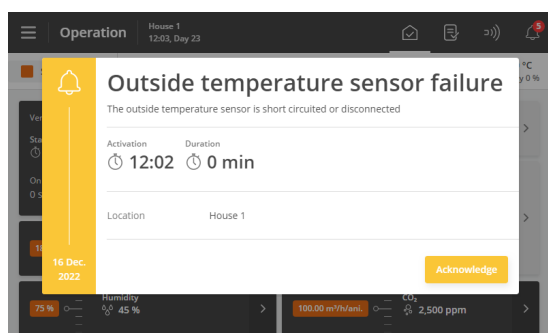 Operation
House 1
12:03, Day 23
5
°C
y 0 %
Outside temperature sensor failure
The outside temperature sensor is short circuited or disconnected
Activation Duration
12:02 0 min
Location House 1
16 Dec.
2022
Acknowledge
Humidity
75 % 45 %
CO₂
100.00 m³/h/ani. 2,500 ppm